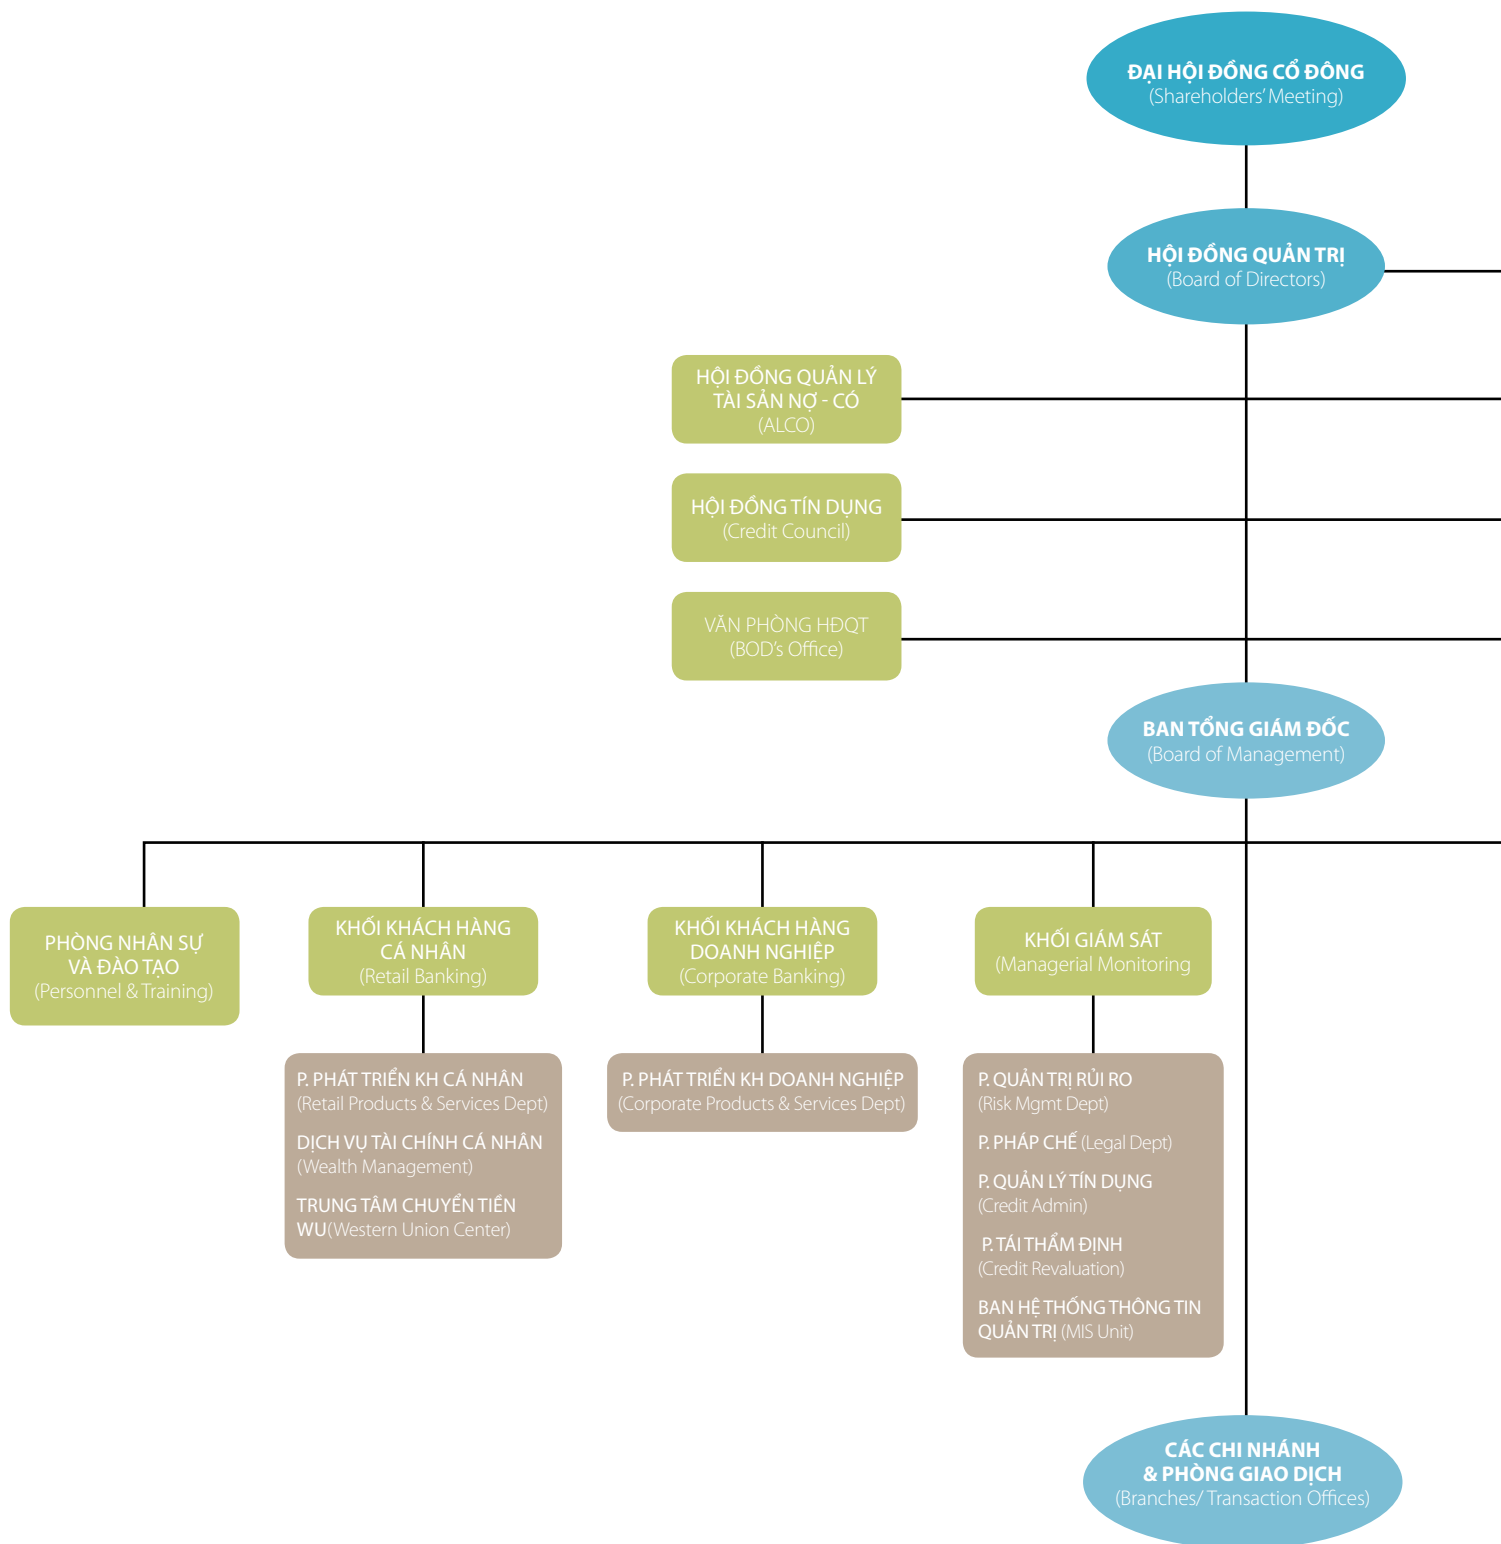 ĐẠI HỘI ĐỒNG CỔ ĐÔNG
(Shareholders’ Meeting)
HỘI ĐỒNG QUẢN TRỊ
(Board of Directors)
HỘI ĐỒNG QUẢN LÝ
TÀI SẢN NỢ - CÓ
(ALCO)
HỘI ĐỒNG TÍN DỤNG
(Credit Council)
VĂN PHÒNG HĐQT
(BOD’s Office)
BAN TỔNG GIÁM ĐỐC
(Board of Management)
PHÒNG NHÂN SỰ
VÀ ĐÀO TẠO
(Personnel & Training)
KHỐI KHÁCH HÀNG
CÁ NHÂN
(Retail Banking)
KHỐI KHÁCH HÀNG
DOANH NGHIỆP
(Corporate Banking)
KHỐI GIÁM SÁT
(Managerial Monitoring
P. PHÁT TRIỂN KH CÁ NHÂN
(Retail Products & Services Dept)
DỊCH VỤ TÀI CHÍNH CÁ NHÂN
(Wealth Management)
TRUNG TÂM CHUYỂN TIỀN
WU(Western Union Center)
P. PHÁT TRIỂN KH DOANH NGHIỆP
(Corporate Products & Services Dept)
P. QUẢN TRỊ RỦI RO
(Risk Mgmt Dept)
P. PHÁP CHẾ (Legal Dept)
P. QUẢN LÝ TÍN DỤNG
(Credit Admin)
P. TÁI THẨM ĐỊNH
(Credit Revaluation)
BAN HỆ THỐNG THÔNG TIN
QUẢN TRỊ (MIS Unit)
CÁC CHI NHÁNH
& PHÒNG GIAO DỊCH
(Branches/ Transaction Offices)